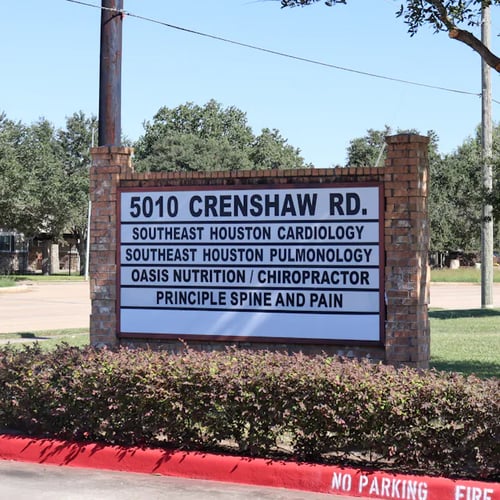 5010 CRENSHAW RD.
SOUTHEAST HOUSTON CARDIOLOGY
SOUTHEAST HOUSTON PULMONOLOGY
OASIS NUTRITION / CHIROPRACTOR
PRINCIPLE SPINE AND PAIN
NO PARKING FIRE